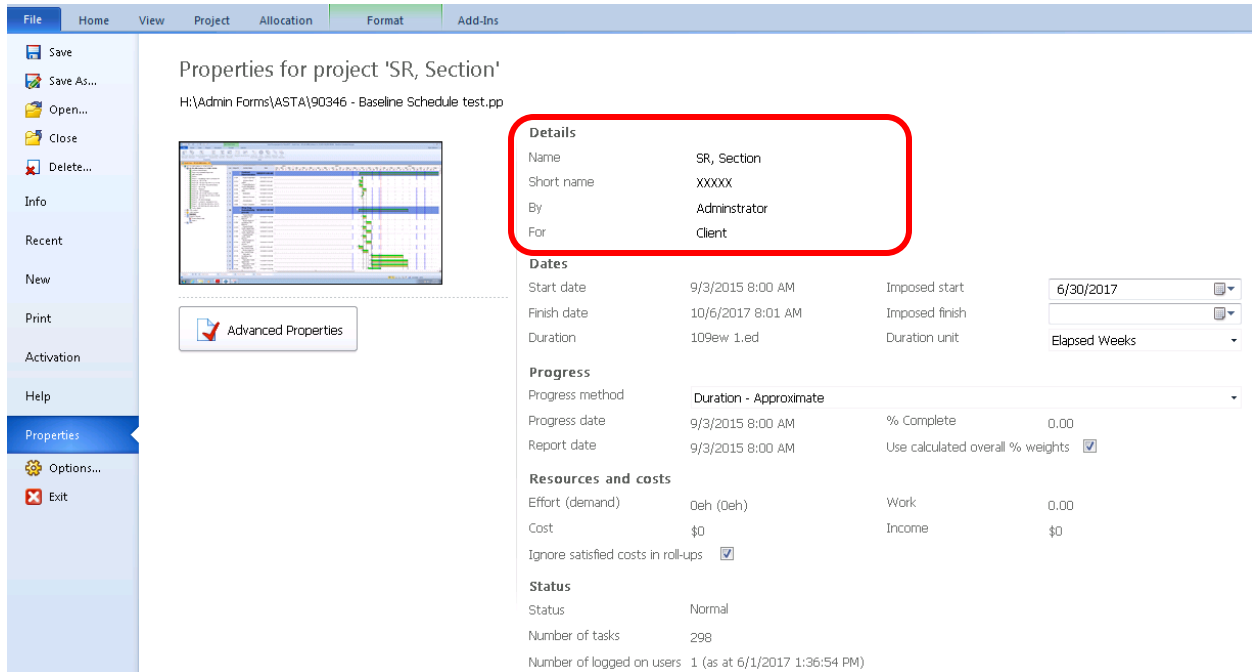 File Home View Project Allocation Format Add-Ins
Save
Save As...
Open...
Close
Delete...
Info
Recent
New
Print
Activation
Help
Properties
Options...
Exit
Properties for project 'SR, Section'
H:\Admin Forms\ASTA\90346 - Baseline Schedule test.pp
Advanced Properties
Details
Name SR, Section
Short name XXXXX
By Adminstrator
For Client
Dates
Start date 9/3/2015 8:00 AM Imposed start 6/30/2017
Finish date 10/6/2017 8:01 AM Imposed finish
Duration 109ew 1.ed Duration unit Elapsed Weeks
Progress
Progress method Duration - Approximate
Progress date 9/3/2015 8:00 AM % Complete 0.00
Report date 9/3/2015 8:00 AM Use calculated overall % weights
Resources and costs
Effort (demand) 0eh (0eh) Work 0.00
Cost $0 Income $0
Ignore satisfied costs in roll-ups
Status
Status Normal
Number of tasks 298
Number of logged on users 1 (as at 6/1/2017 1:36:54 PM)